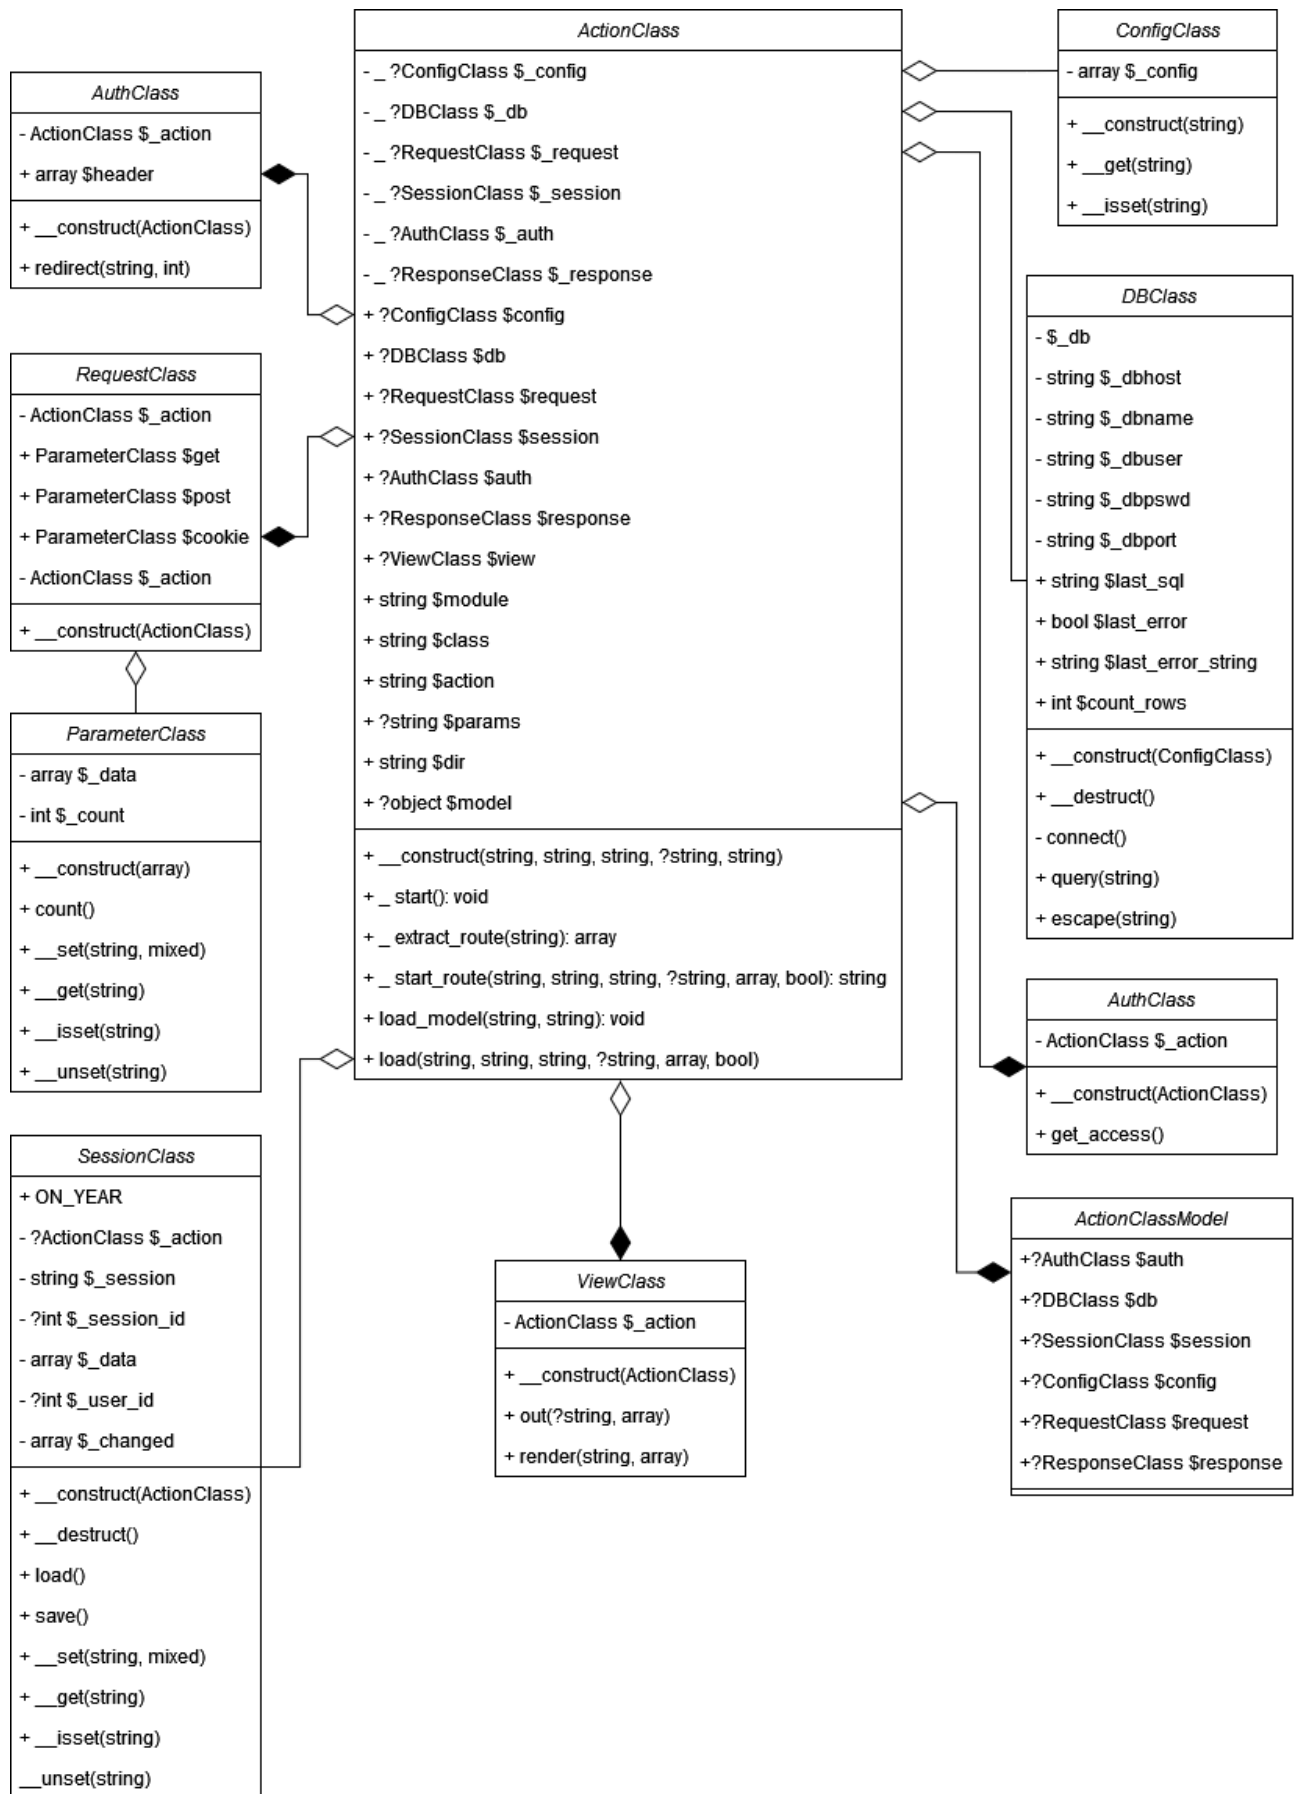 AuthClass
- ActionClass $_action
+ array $header
+ __construct(ActionClass)
+ redirect(string, int)
RequestClass
- ActionClass $_action
+ ParameterClass $get
+ ParameterClass $post
+ ParameterClass $cookie
- ActionClass $_action
+ __construct(ActionClass)
ParameterClass
- array $_data
- int $_count
+ __construct(array)
+ count()
+ __set(string, mixed)
+ __get(string)
+ __isset(string)
+ __unset(string)
SessionClass
+ ON_YEAR
- ?ActionClass $_action
- string $_session
- ?int $_session_id
- array $_data
- ?int $_user_id
- array $_changed
+ __construct(ActionClass)
+ __destruct()
+ load()
+ save()
+ __set(string, mixed)
+ __get(string)
+ __isset(string)
__unset(string)
ActionClass
- _ ?ConfigClass $_config
- _ ?DBClass $_db
- _ ?RequestClass $_request
- _ ?SessionClass $_session
- _ ?AuthClass $_auth
- _ ?ResponseClass $_response
+ ?ConfigClass $config
+ ?DBClass $db
+ ?RequestClass $request
+ ?SessionClass $session
+ ?AuthClass $auth
+ ?ResponseClass $response
+ ?ViewClass $view
+ string $module
+ string $class
+ string $action
+ ?string $params
+ string $dir
+ ?object $model
+ __construct(string, string, string, ?string, string)
+ _ start(): void
+ _ extract_route(string): array
+ _ start_route(string, string, string, ?string, array, bool): string
+ load_model(string, string): void
+ load(string, string, string, ?string, array, bool)
ViewClass
- ActionClass $_action
+ __construct(ActionClass)
+ out(?string, array)
+ render(string, array)
ConfigClass
- array $_config
+ __construct(string)
+ __get(string)
+ __isset(string)
DBClass
- $_db
- string $_dbhost
- string $_dbname
- string $_dbuser
- string $_dbpswd
- string $_dbport
+ string $last_sql
+ bool $last_error
+ string $last_error_string
+ int $count_rows
+ __construct(ConfigClass)
+ __destruct()
- connect()
+ query(string)
+ escape(string)
AuthClass
- ActionClass $_action
+ __construct(ActionClass)
+ get_access()
ActionClassModel
+?AuthClass $auth
+?DBClass $db
+?SessionClass $session
+?ConfigClass $config
+?RequestClass $request
+?ResponseClass $response